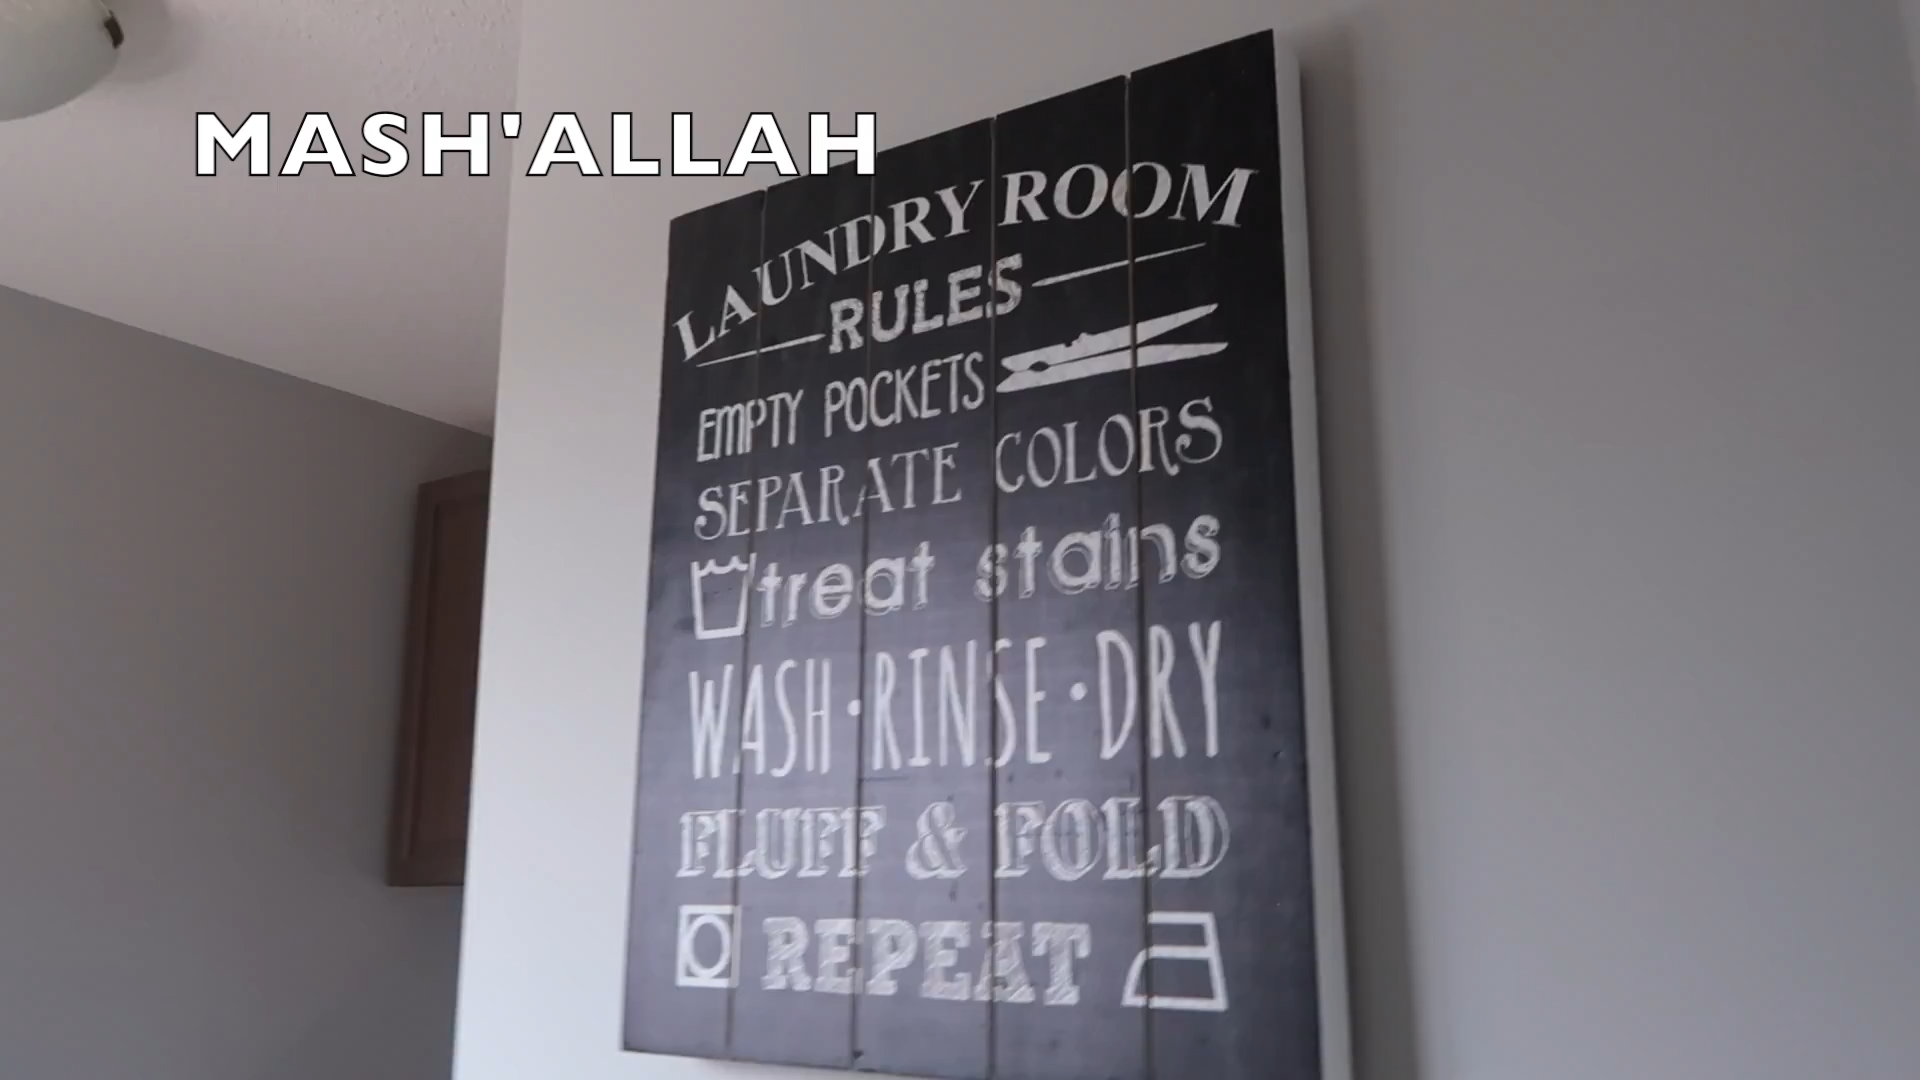 MASH'ALLAH
LAUNDRY ROOM
RULES
EMPTY POCKETS
SEPARATE COLORS
treat stains
WASH·RINSE·DRY
FLUFF & FOLD
REPEAT